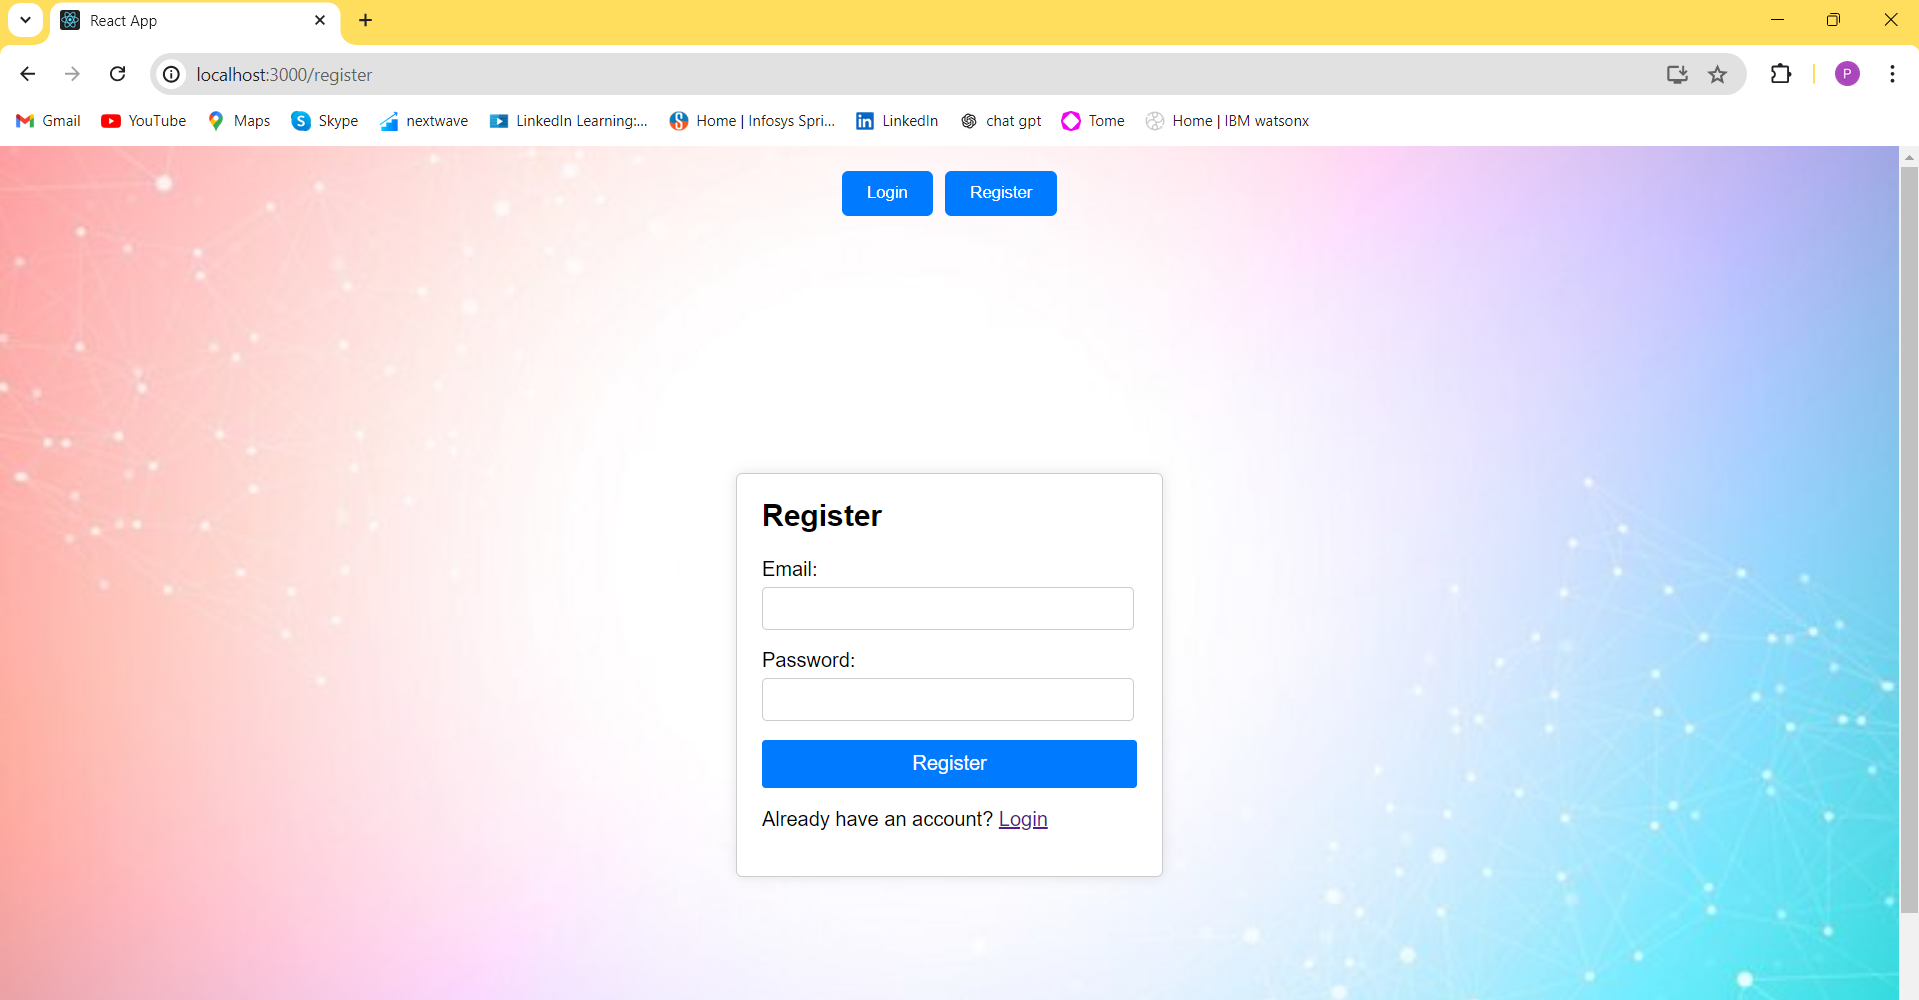 React App
localhost:3000/register
P
Gmail YouTube Maps Skype nextwave LinkedIn Learning:... Home | Infosys Spri... LinkedIn chat gpt Tome Home | IBM watsonx
Login Register
Register
Email:
Password:
Register
Already have an account? Login